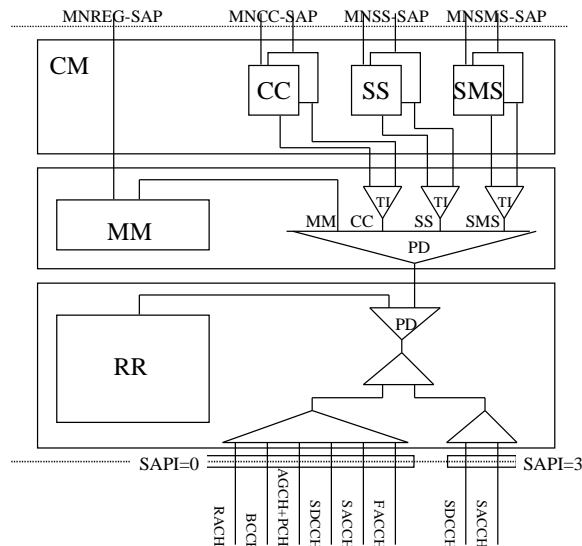 MNREG-SAP MNCC-SAP MNSS-SAP MNSMS-SAP
CM
CC SS SMS
TI TI TI
MM CC SS SMS
MM
PD
PD
RR
SAPI=0 SAPI=3
RACH
BCCH
AGCH+PCH
SDCCH
SACCH
FACCH
SDCCH
SACCH